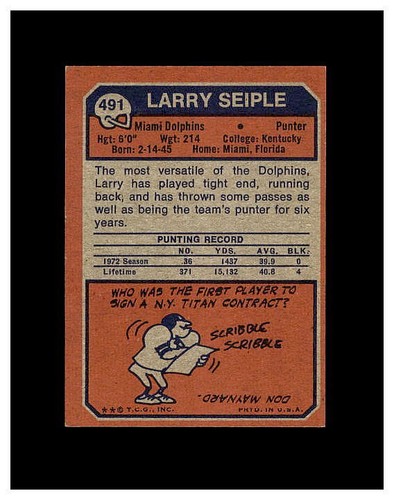 491
LARRY SEIPLE
Miami Dolphins • Punter
Hgt: 6'0" Wgt: 214 College: Kentucky
Born: 2-14-45 Home: Miami, Florida
The most versatile of the Dolphins,
Larry has played tight end, running
back, and has thrown some passes as
well as being the team's punter for six
years.
PUNTING RECORD
NO. YDS. AVG. BLK.
1972 Season 36 1437 39.9 0
Lifetime 371 15,132 40.8 4
WHO WAS THE FIRST PLAYER TO
SIGN A N.Y. TITAN CONTRACT?
SCRIBBLE
SCRIBBLE
DON MAYNARD.
**© T.C.G., INC. PRTD. IN U.S.A.